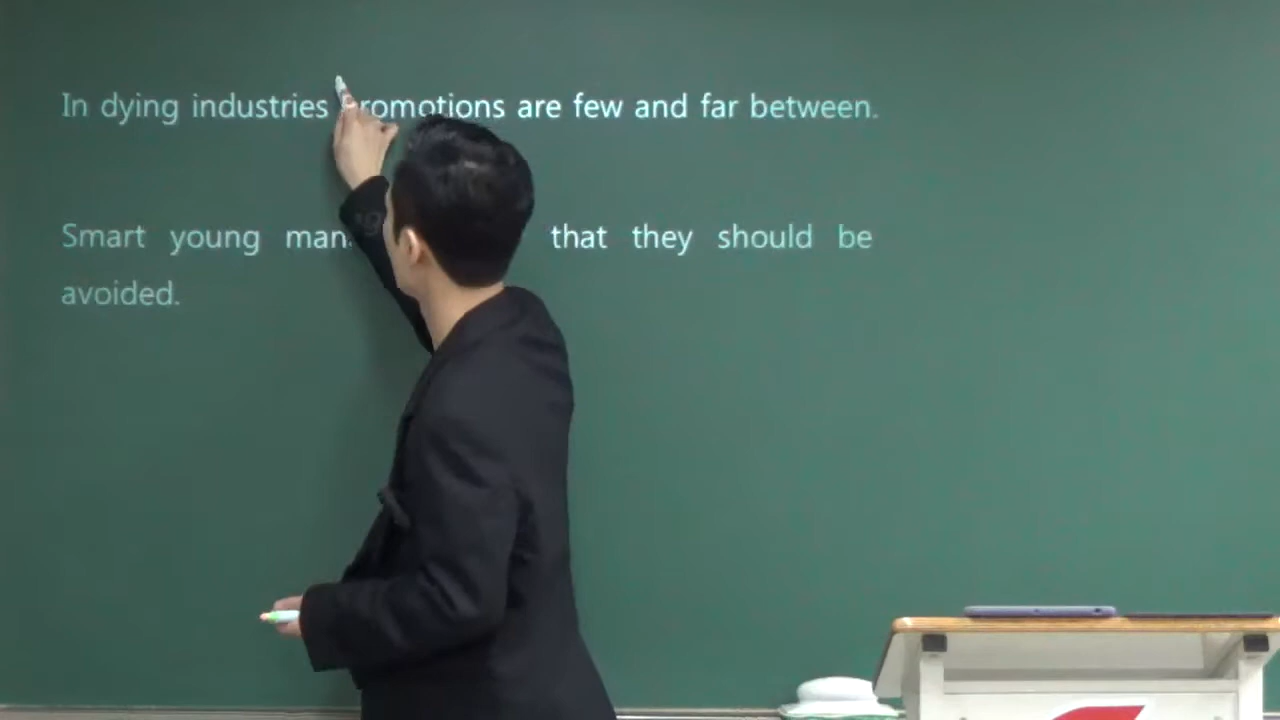 In dying industries promotions are few and far between.
Smart young that they should be
avoided.